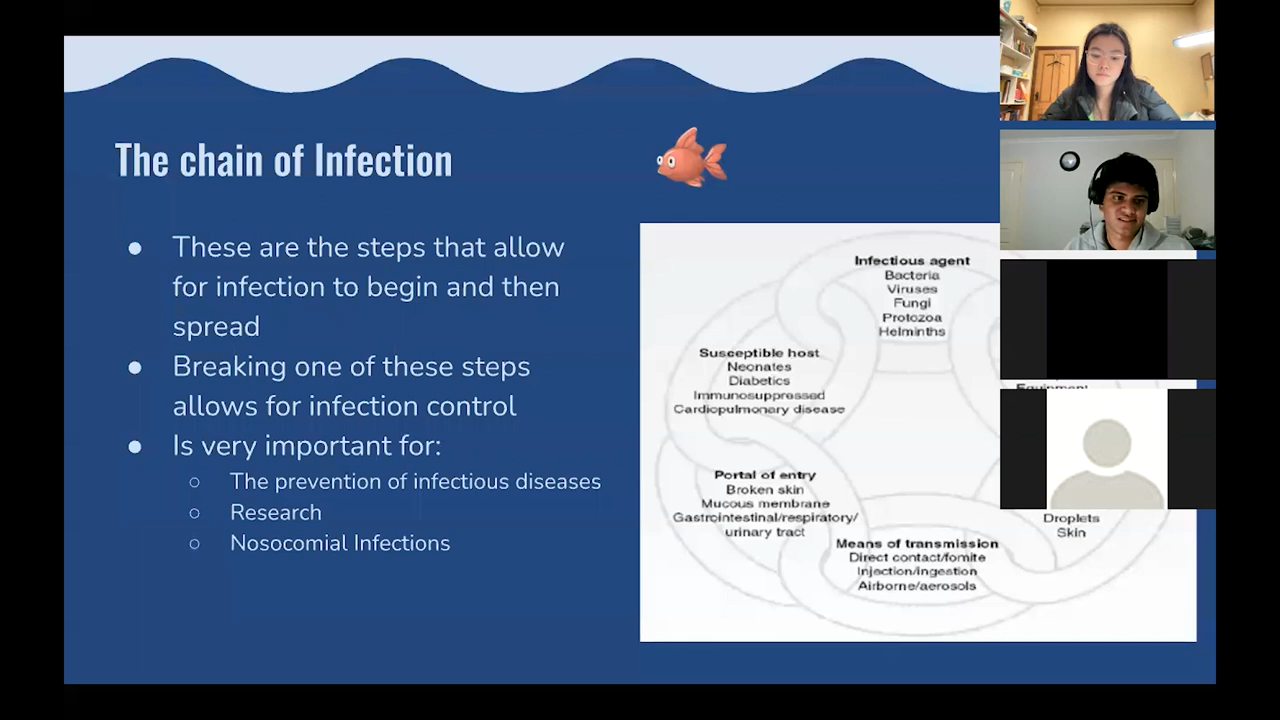 The chain of Infection
● These are the steps that allow
for infection to begin and then
spread
● Breaking one of these steps
allows for infection control
● Is very important for:
○ The prevention of infectious diseases
○ Research
○ Nosocomial Infections
Infectious agent
Bacteria
Viruses
Fungi
Protozoa
Helminths
Susceptible host
Neonates
Diabetics
Immunosuppressed
Cardiopulmonary disease
Equipment
Portal of entry
Broken skin
Mucous membrane
Gastrointestinal/respiratory/
urinary tract
Droplets
Skin
Means of transmission
Direct contact/fomite
Injection/ingestion
Airborne/aerosols